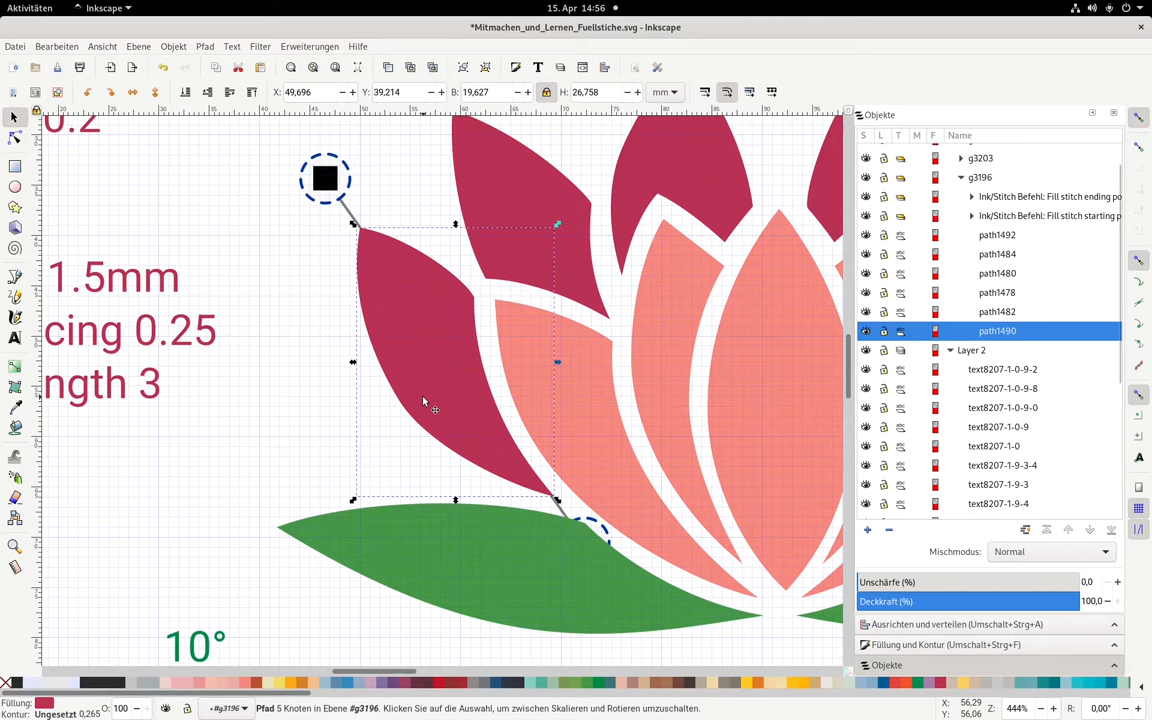 Aktivitäten
Inkscape
15. Apr 14:56
*Mitmachen_und_Lernen_Fuellstiche.svg - Inkscape
Datei Bearbeiten Ansicht Ebene Objekt Pfad Text Filter Erweiterungen Hilfe
X: 49,696 Y: 39,214 B: 19,627 H: 26,758 mm
0.2
1.5mm
cing 0.25
ngth 3
10°
Objekte
S L T M F Name
g3203
g3196
Ink/Stitch Befehl: Fill stitch ending po
Ink/Stitch Befehl: Fill stitch starting p
path1492
path1484
path1480
path1478
path1482
path1490
Layer 2
text8207-1-0-9-2
text8207-1-0-9-8
text8207-1-0-9-0
text8207-1-0-9
text8207-1-0
text8207-1-9-3-4
text8207-1-9-3
text8207-1-9-4
Mischmodus: Normal
Unschärfe (%) 0,0
Deckkraft (%) 100,0
Ausrichten und verteilen (Umschalt+Strg+A)
Füllung und Kontur (Umschalt+Strg+F)
Objekte
Füllung:
Kontur: Ungesetzt 0,265
O: 100
•#g3196
Pfad 5 Knoten in Ebene #g3196. Klicken Sie auf die Auswahl, um zwischen Skalieren und Rotieren umzuschalten.
X: 56,29
Y: 56,06
Z: 444%
R: 0,00°